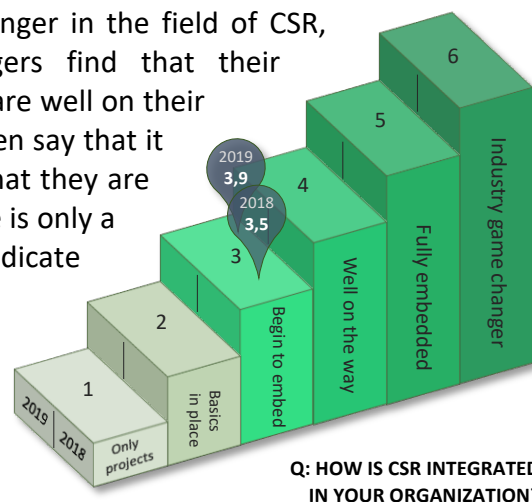 nger in the field of CSR,
gers find that their
are well on their
en say that it
hat they are
e is only a
dicate
6
5
2019
3,9
4
2018
3,5
3
2
1
2019
2018
Only
projects
Basics
in place
Begin to embed
Well on the way
Fully embedded
Industry game changer
Q: HOW IS CSR INTEGRATED
IN YOUR ORGANIZATION